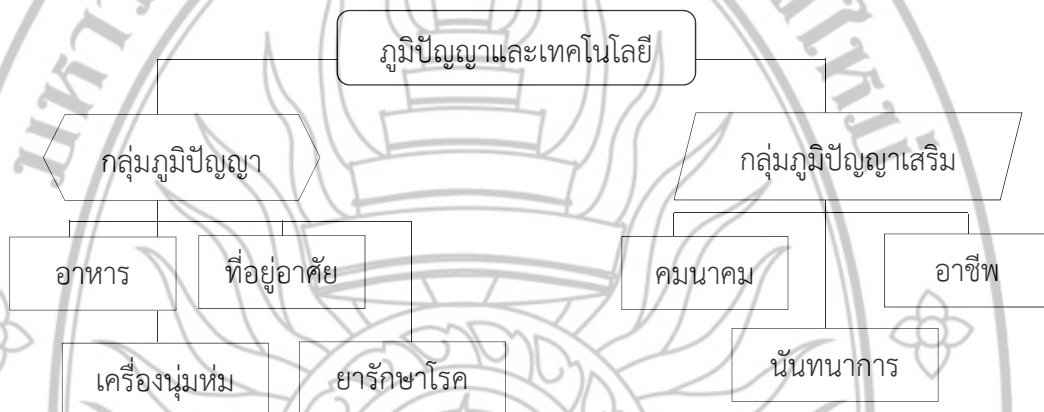 ภูมิปัญญาและเทคโนโลยี
กลุ่มภูมิปัญญา
กลุ่มภูมิปัญญาเสริม
อาหาร
ที่อยู่อาศัย
คมนาคม
อาชีพ
เครื่องนุ่มห่ม
ยารักษาโรค
นันทนาการ